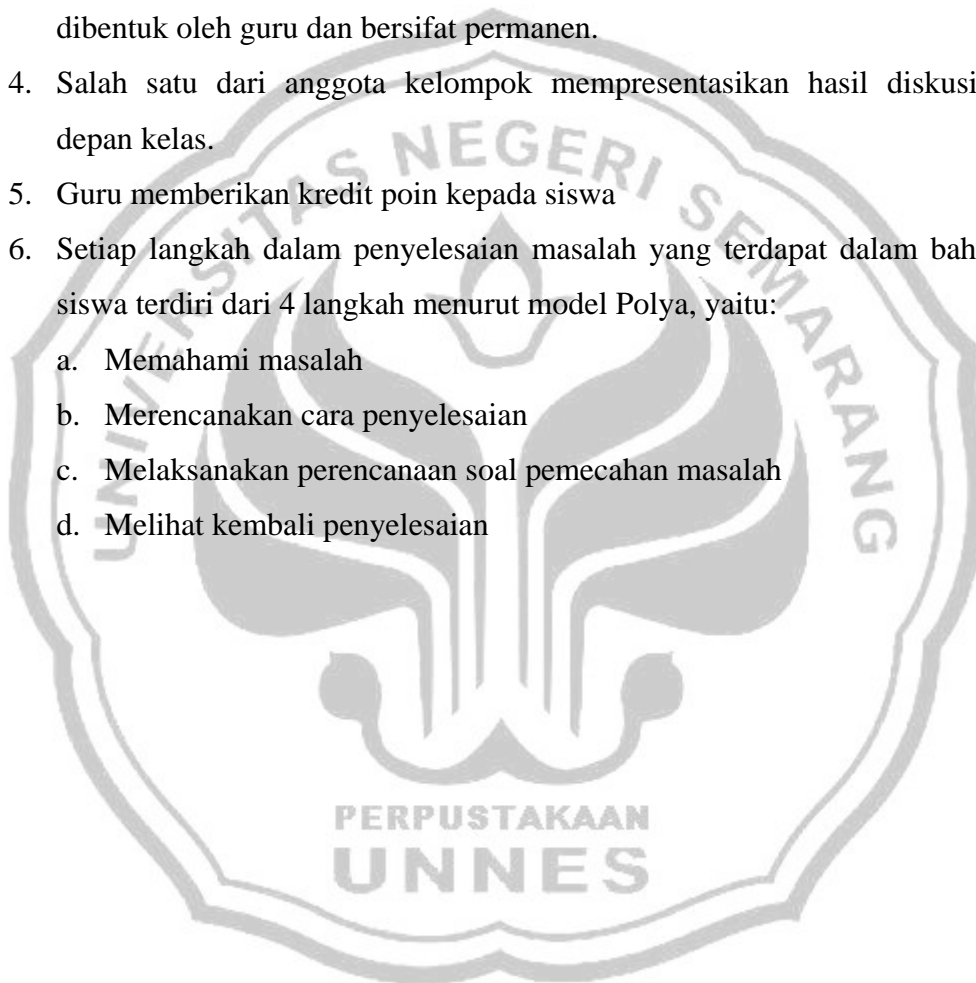 dibentuk oleh guru dan bersifat permanen.
4. Salah satu dari anggota kelompok mempresentasikan hasil diskusi
depan kelas.
5. Guru memberikan kredit poin kepada siswa
6. Setiap langkah dalam penyelesaian masalah yang terdapat dalam bah
siswa terdiri dari 4 langkah menurut model Polya, yaitu:
a. Memahami masalah
b. Merencanakan cara penyelesaian
c. Melaksanakan perencanaan soal pemecahan masalah
d. Melihat kembali penyelesaian
UNIVERSITAS NEGERI SEMARANG
PERPUSTAKAAN
UNNES